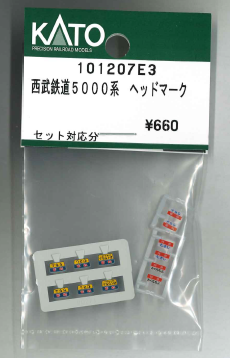 KATO
PRECISION RAILROAD MODELS
101207E3
西武鉄道5000系 ヘッドマーク
セット対応分
¥660